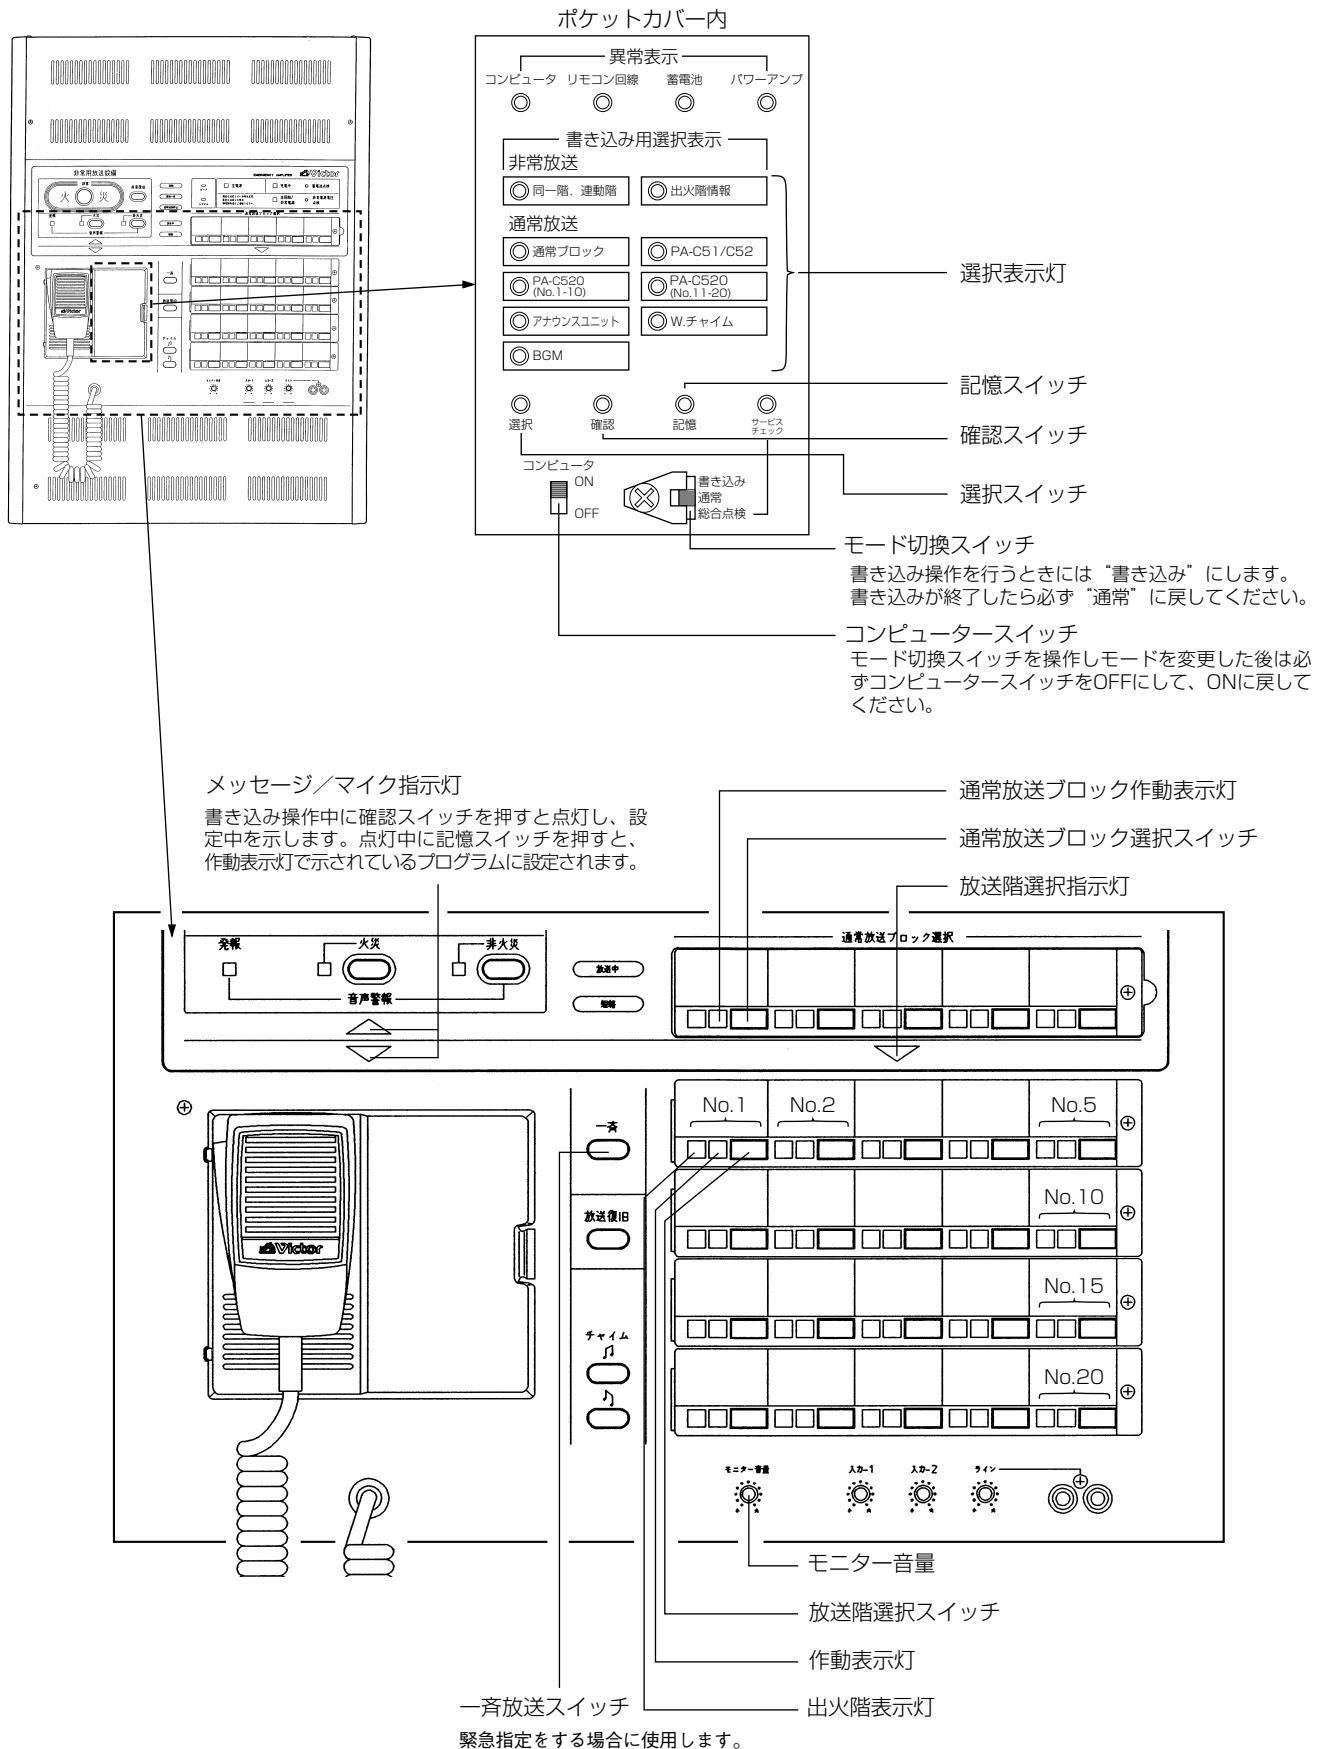 ポケットカバー内
異常表示
コンピュータ リモコン回線 蓄電池 パワーアンプ
書き込み用選択表示
非常放送
同一階、連動階 出火階情報
通常放送
通常ブロック PA-C51/C52
PA-C520 (No.1-10) PA-C520 (No.11-20)
アナウンスユニット W.チャイム
BGM
選択 確認 記憶 サービスチェック
コンピュータ
ON
OFF
書き込み
通常
総合点検
選択表示灯
記憶スイッチ
確認スイッチ
選択スイッチ
モード切換スイッチ
書き込み操作を行うときには“書き込み”にします。
書き込みが終了したら必ず“通常”に戻してください。
コンピュータースイッチ
モード切換スイッチを操作しモードを変更した後は必
ずコンピュータースイッチをOFFにして、ONに戻して
ください。
非常用放送設備
EMERGENCY AMPLIFIER Victor
火 災
Victor
メッセージ／マイク指示灯
書き込み操作中に確認スイッチを押すと点灯し、設
定中を示します。点灯中に記憶スイッチを押すと、
作動表示灯で示されているプログラムに設定されます。
通常放送ブロック作動表示灯
通常放送ブロック選択スイッチ
放送階選択指示灯
発報 火災 非火災
音声警報
放送中
短絡
通常放送ブロック選択
一斉
放送復旧
チャイム
Victor
No.1 No.2 No.5
No.10
No.15
No.20
モニター音量 入力-1 入力-2 ライン
モニター音量
放送階選択スイッチ
作動表示灯
出火階表示灯
一斉放送スイッチ
緊急指定をする場合に使用します。